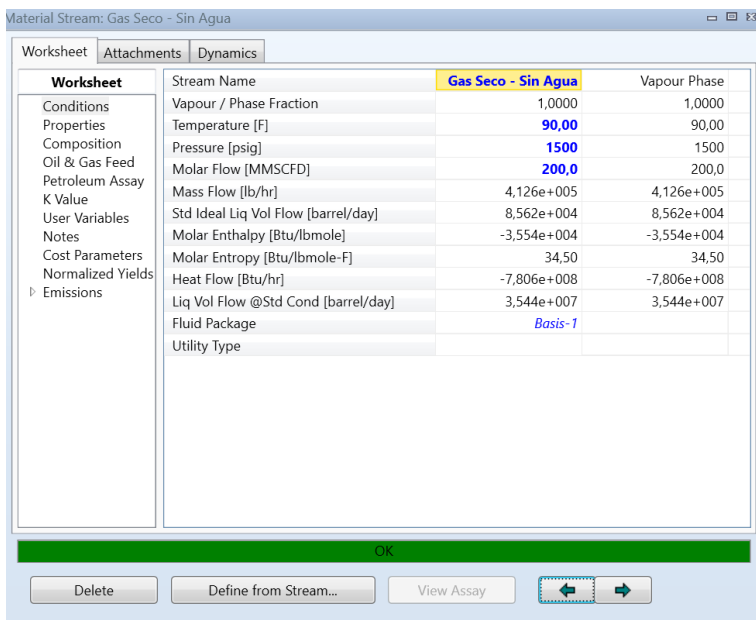 Material Stream: Gas Seco - Sin Agua
Worksheet Attachments Dynamics
Worksheet
Conditions
Properties
Composition
Oil & Gas Feed
Petroleum Assay
K Value
User Variables
Notes
Cost Parameters
Normalized Yields
Emissions
Stream Name Gas Seco - Sin Agua Vapour Phase
Vapour / Phase Fraction 1,0000 1,0000
Temperature [F] 90,00 90,00
Pressure [psig] 1500 1500
Molar Flow [MMSCFD] 200,0 200,0
Mass Flow [lb/hr] 4,126e+005 4,126e+005
Std Ideal Liq Vol Flow [barrel/day] 8,562e+004 8,562e+004
Molar Enthalpy [Btu/lbmole] -3,554e+004 -3,554e+004
Molar Entropy [Btu/lbmole-F] 34,50 34,50
Heat Flow [Btu/hr] -7,806e+008 -7,806e+008
Liq Vol Flow @Std Cond [barrel/day] 3,544e+007 3,544e+007
Fluid Package Basis-1
Utility Type
OK
Delete Define from Stream... View Assay